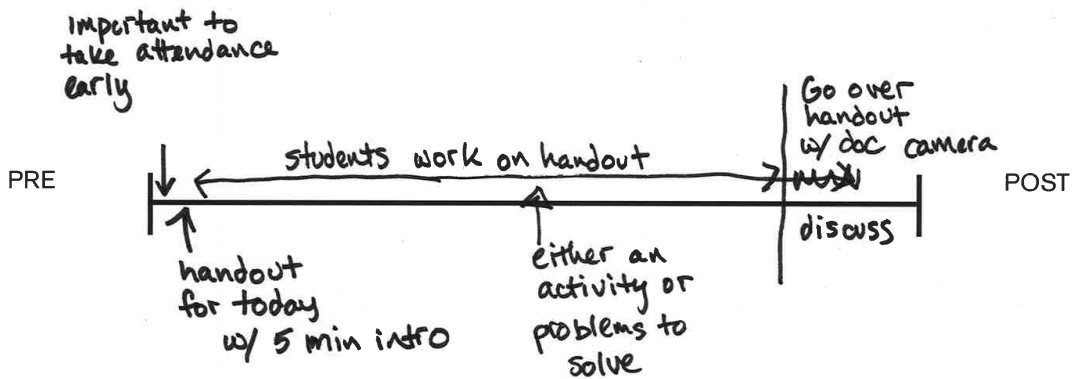 important to
take attendance
early
PRE
students work on handout
Go over
handout
w/ doc camera
POST
discuss
handout
for today
w/ 5 min intro
either an
activity or
problems to
solve